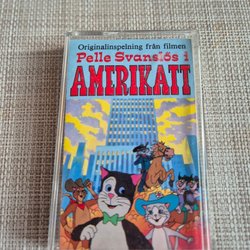 Originalinspelning från filmen
Pelle Svanslös i
AMERIKATT